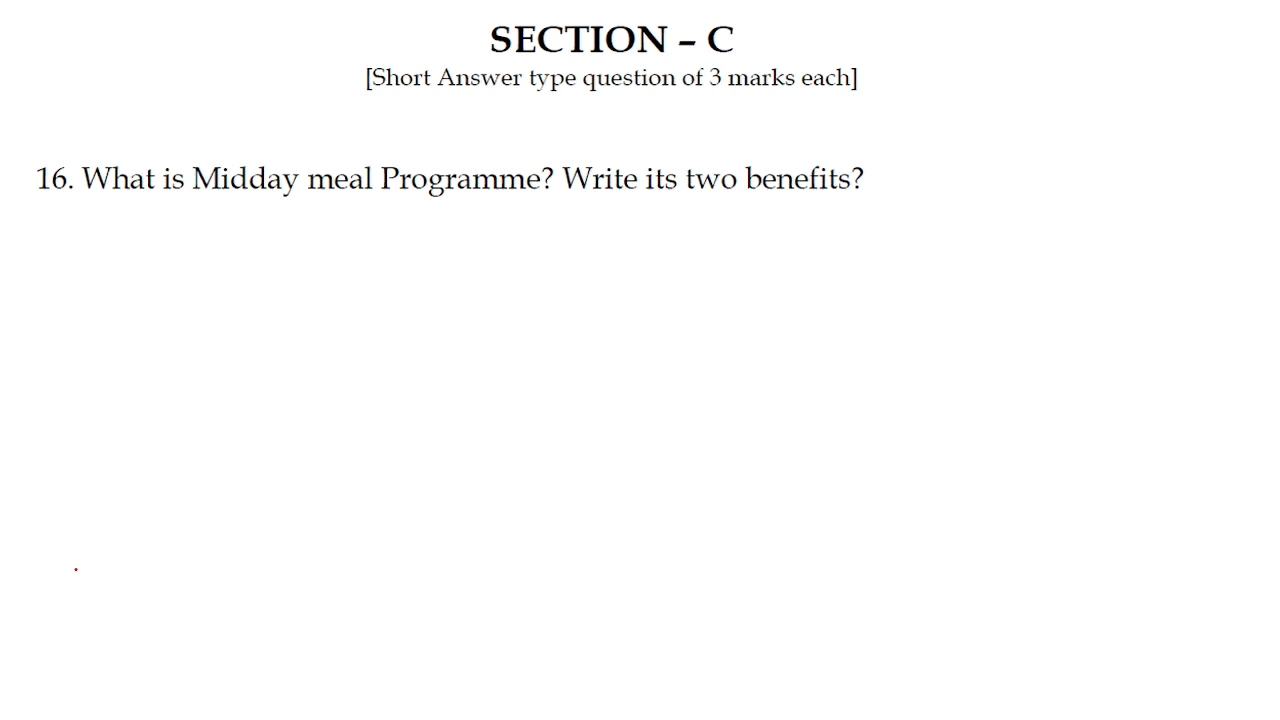 SECTION – C
[Short Answer type question of 3 marks each]
16. What is Midday meal Programme? Write its two benefits?